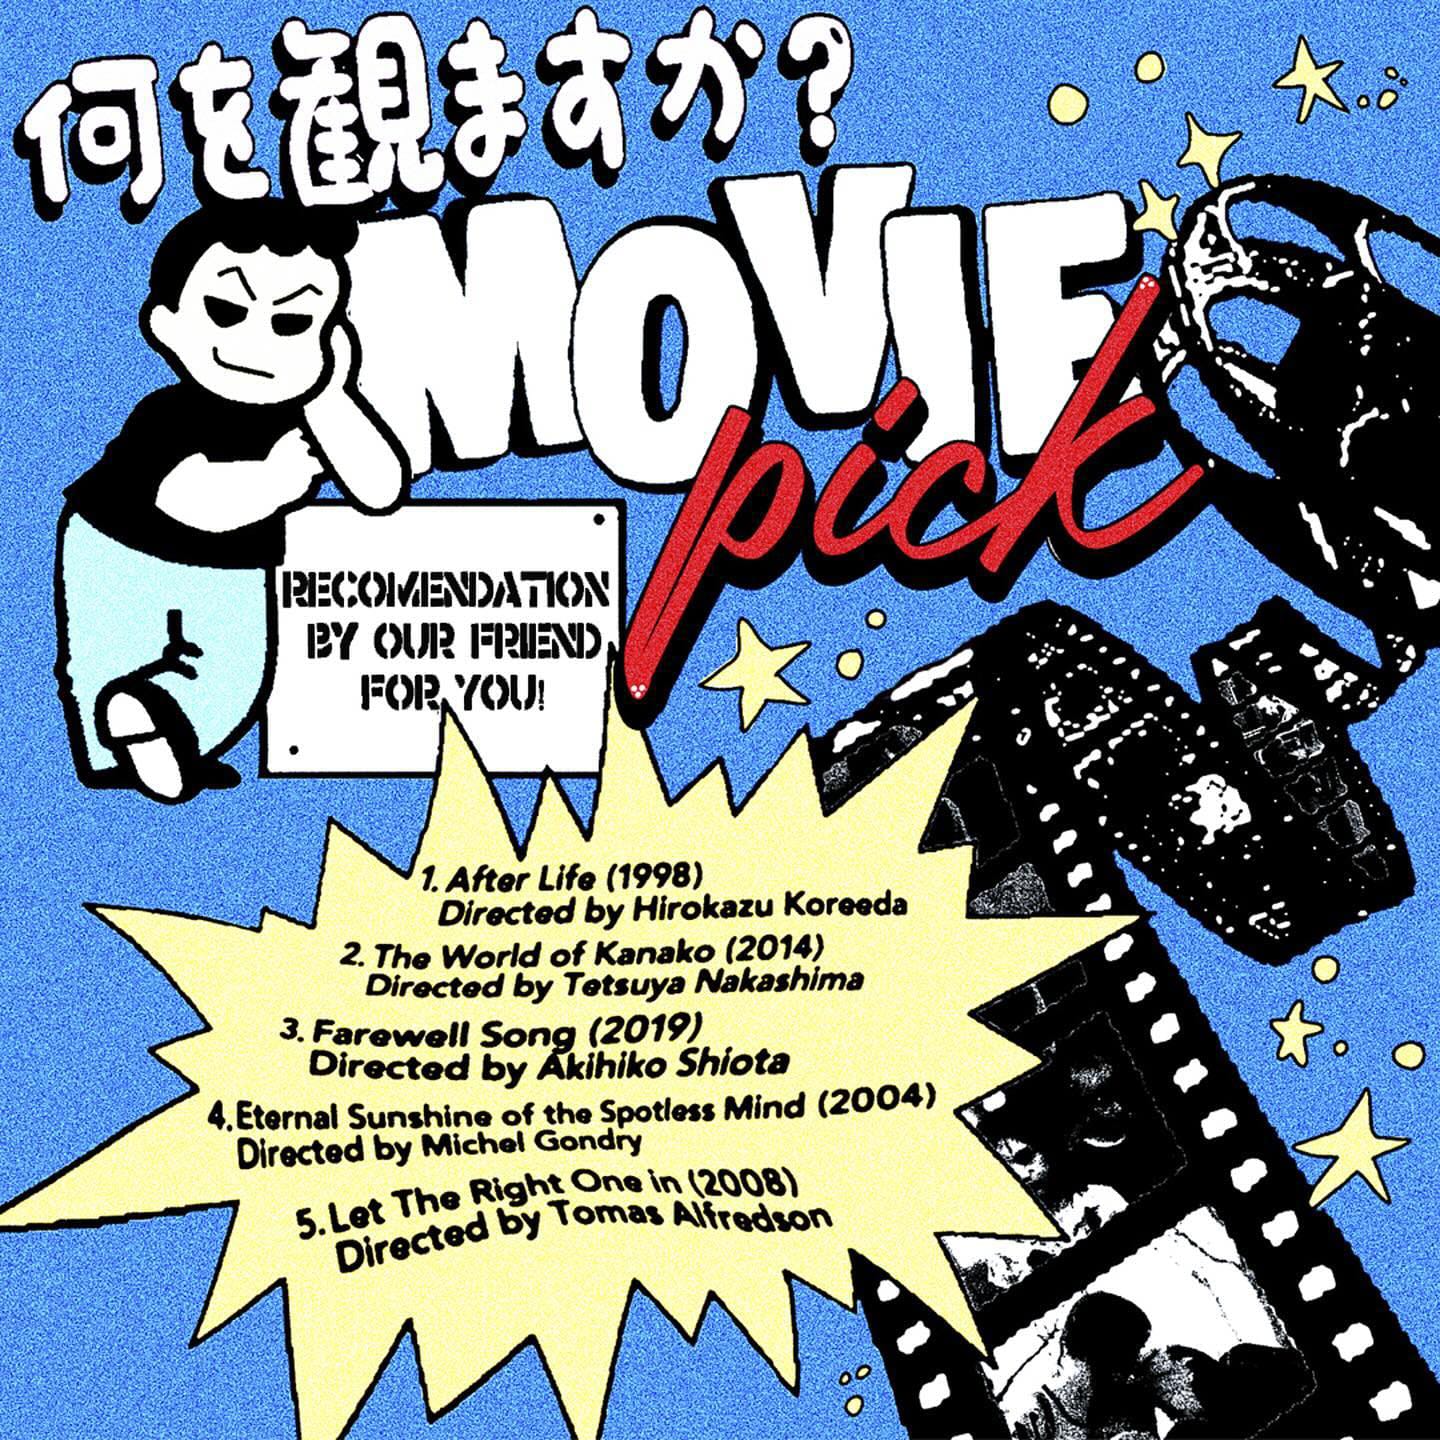 何を観ますか?
MOVIE
pick
RECOMENDATION
BY OUR FRIEND
FOR YOU!
1. After Life (1998)
Directed by Hirokazu Koreeda
2. The World of Kanako (2014)
Directed by Tetsuya Nakashima
3. Farewell Song (2019)
Directed by Akihiko Shiota
4. Eternal Sunshine of the Spotless Mind (2004)
Directed by Michel Gondry
5. Let The Right One in (2008)
Directed by Tomas Alfredson